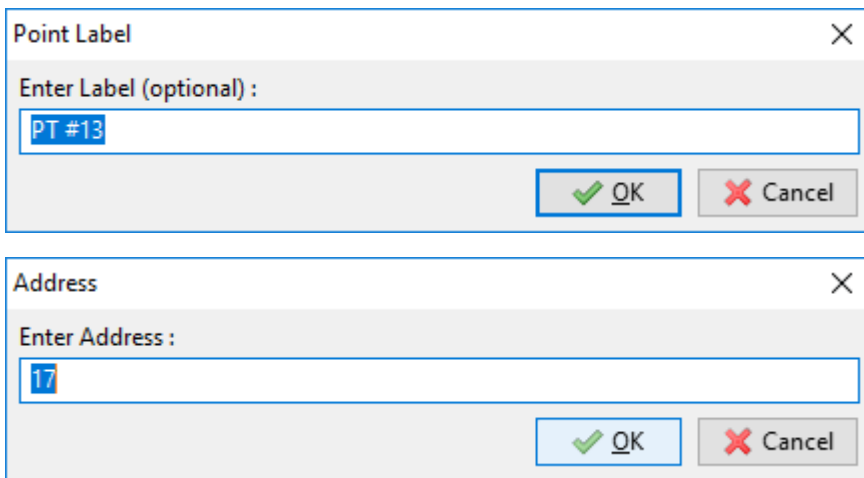 Point Label
Enter Label (optional) :
PT #13
OK Cancel
Address
Enter Address :
17
OK Cancel